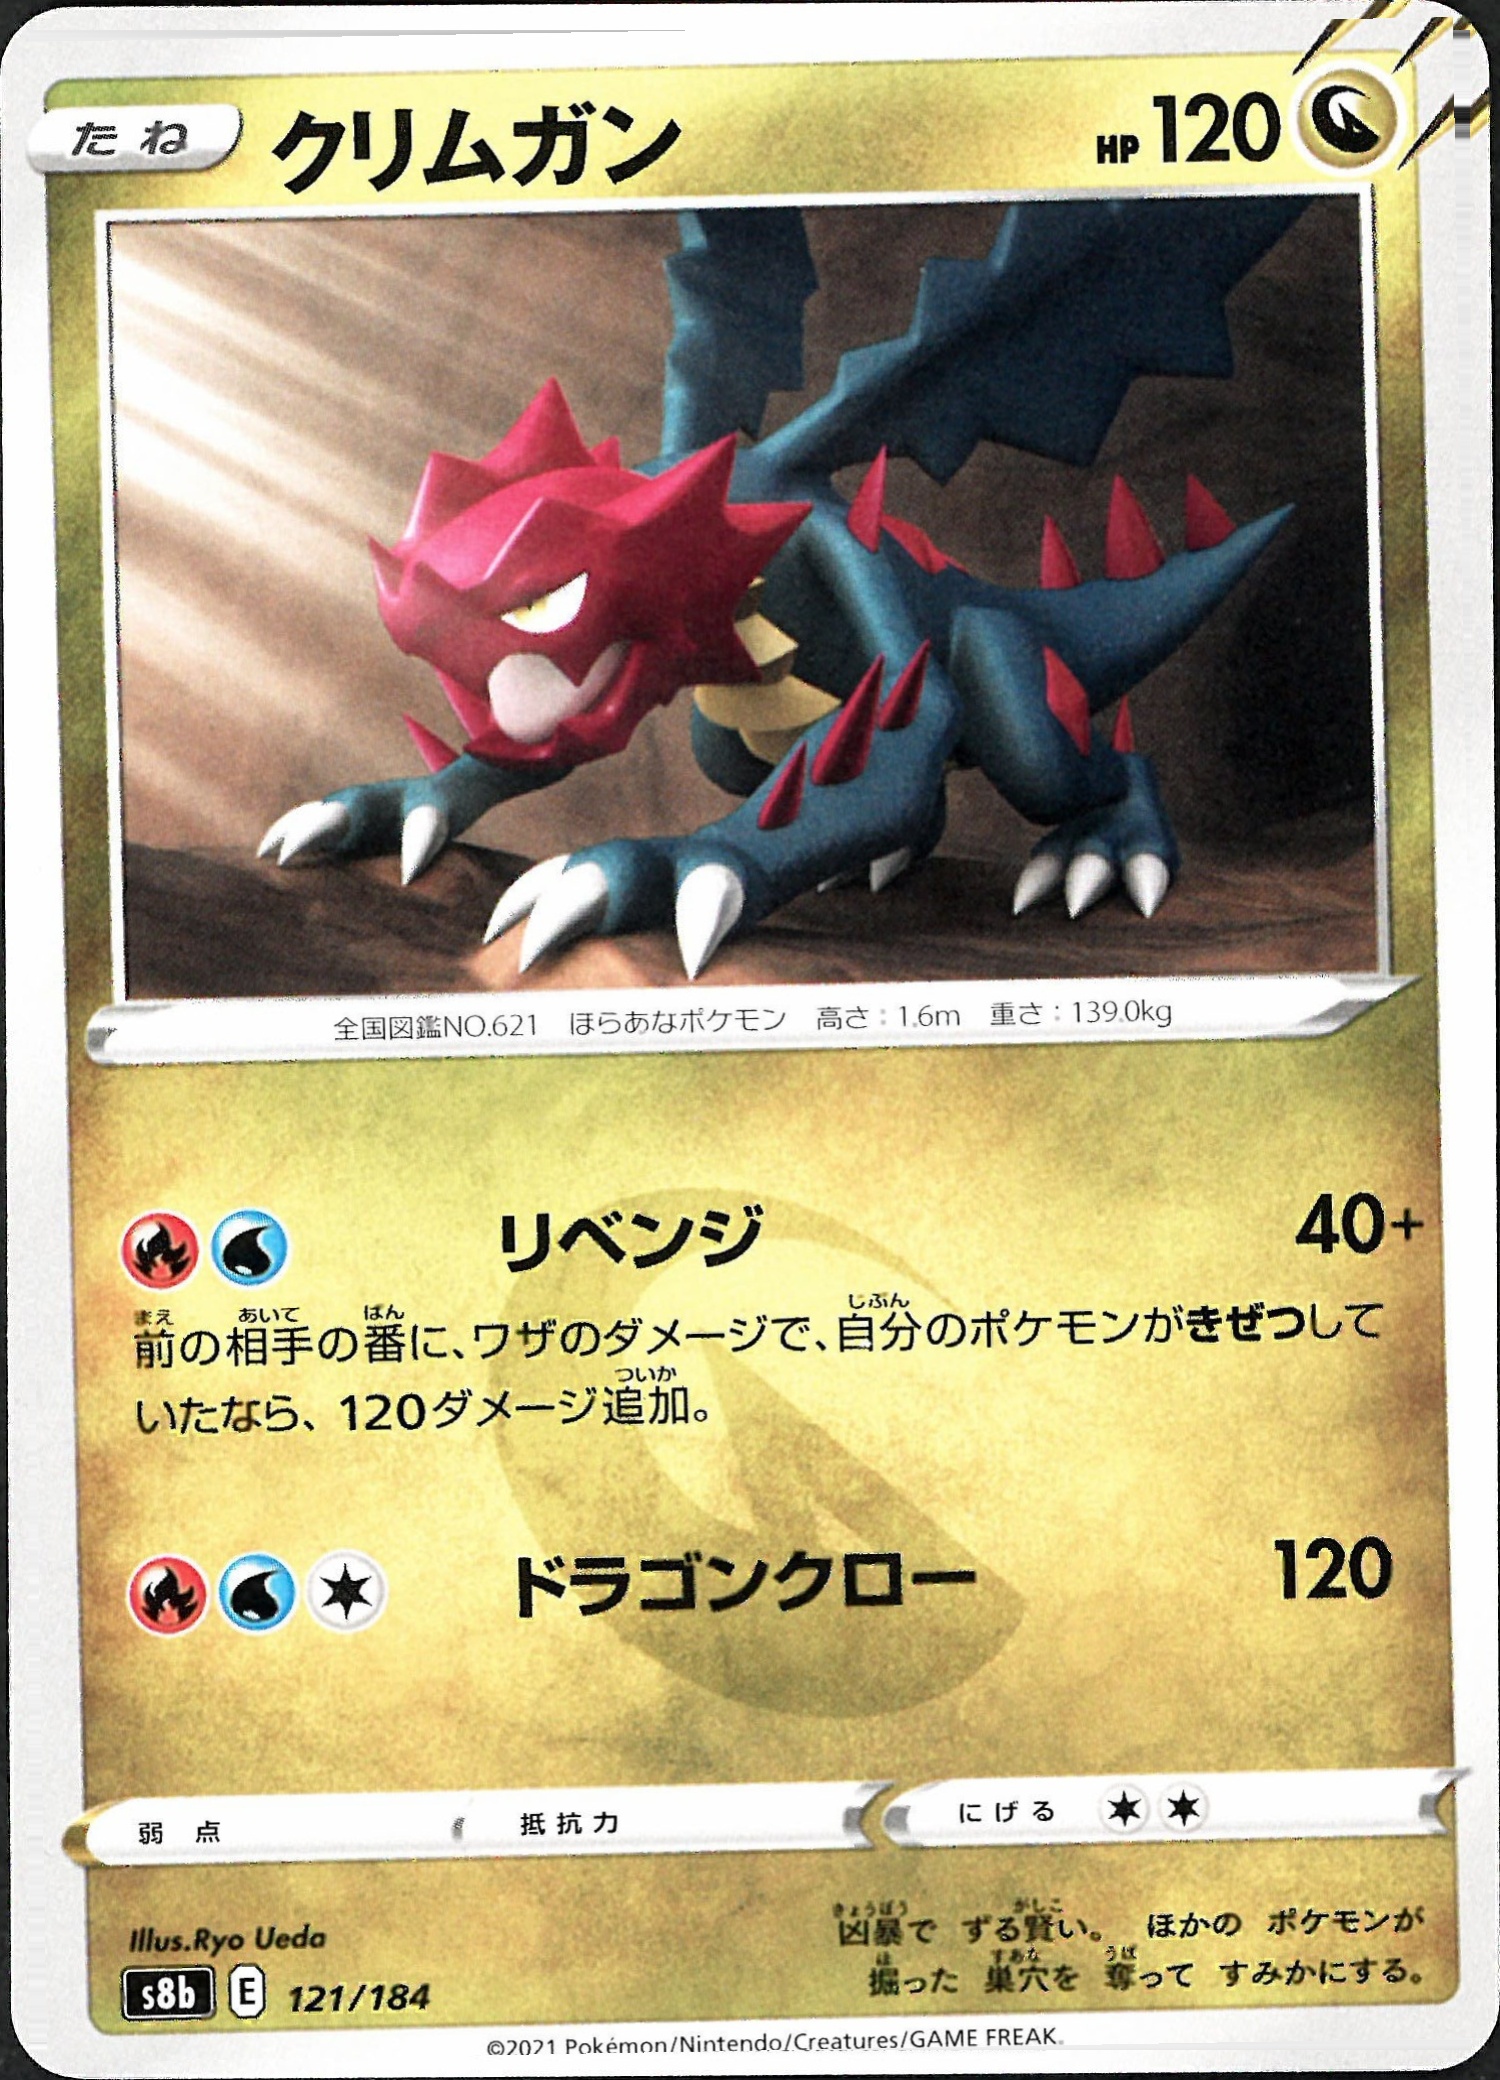 たね クリムガン HP 120
全国図鑑NO.621 ほらあなポケモン 高さ:1.6m 重さ:139.0kg
リベンジ 40+
前の相手の番に、ワザのダメージで、自分のポケモンがきぜつして
いたなら、120ダメージ追加。
ドラゴンクロー 120
弱点 抵抗力 にげる
Illus.Ryo Ueda
凶暴で ずる賢い。 ほかの ポケモンが
掘った 巣穴を 奪って すみかにする。
s8b E 121/184
©2021 Pokémon/Nintendo/Creatures/GAME FREAK.